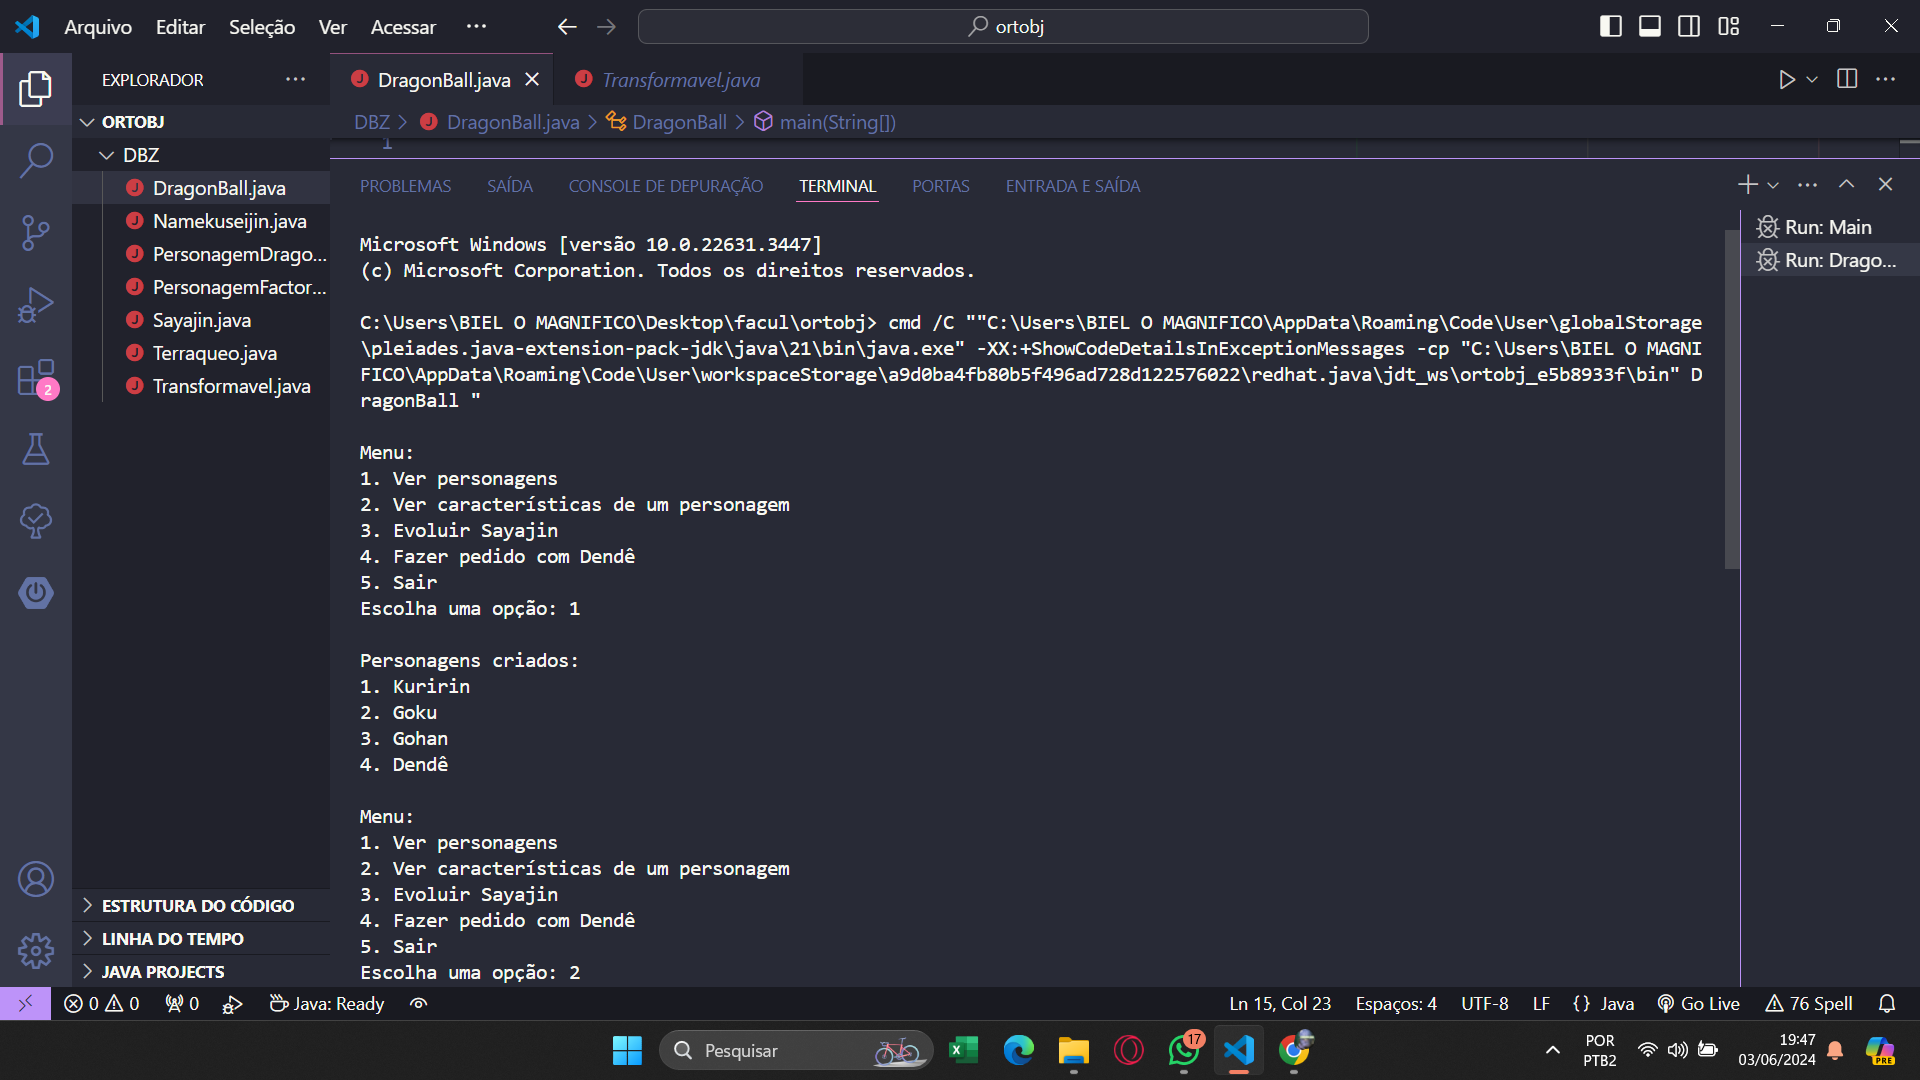 Arquivo Editar Seleção Ver Acessar ··· ortobj
EXPLORADOR ···
DragonBall.java Transformavel.java
ORTOBJ
DBZ > DragonBall.java > DragonBall > main(String[])
1
DBZ
DragonBall.java
Namekuseijin.java
PersonagemDrago...
PersonagemFactor...
Sayajin.java
Terraqueo.java
Transformavel.java
2
ESTRUTURA DO CÓDIGO
LINHA DO TEMPO
JAVA PROJECTS
PROBLEMAS SAÍDA CONSOLE DE DEPURAÇÃO TERMINAL PORTAS ENTRADA E SAÍDA
Run: Main
Run: Drago...
Microsoft Windows [versão 10.0.22631.3447]
(c) Microsoft Corporation. Todos os direitos reservados.
C:\Users\BIEL O MAGNIFICO\Desktop\facul\ortobj> cmd /C ""C:\Users\BIEL O MAGNIFICO\AppData\Roaming\Code\User\globalStorage
\pleiades.java-extension-pack-jdk\java\21\bin\java.exe" -XX:+ShowCodeDetailsInExceptionMessages -cp "C:\Users\BIEL O MAGNI
FICO\AppData\Roaming\Code\User\workspaceStorage\a9d0ba4fb80b5f496ad728d122576022\redhat.java\jdt_ws\ortobj_e5b8933f\bin" D
ragonBall "
Menu:
1. Ver personagens
2. Ver características de um personagem
3. Evoluir Sayajin
4. Fazer pedido com Dendê
5. Sair
Escolha uma opção: 1
Personagens criados:
1. Kuririn
2. Goku
3. Gohan
4. Dendê
Menu:
1. Ver personagens
2. Ver características de um personagem
3. Evoluir Sayajin
4. Fazer pedido com Dendê
5. Sair
Escolha uma opção: 2
0 0 0 Java: Ready Ln 15, Col 23 Espaços: 4 UTF-8 LF {} Java Go Live 76 Spell
Pesquisar 17 POR
PTB2
19:47
03/06/2024
PRE